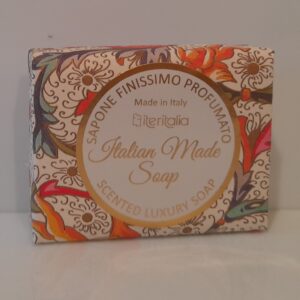 SAPONE FINISSIMO PROFUMATO
Made in Italy
iteritalia
Italian Made
Soap
SCENTED LUXURY SOAP